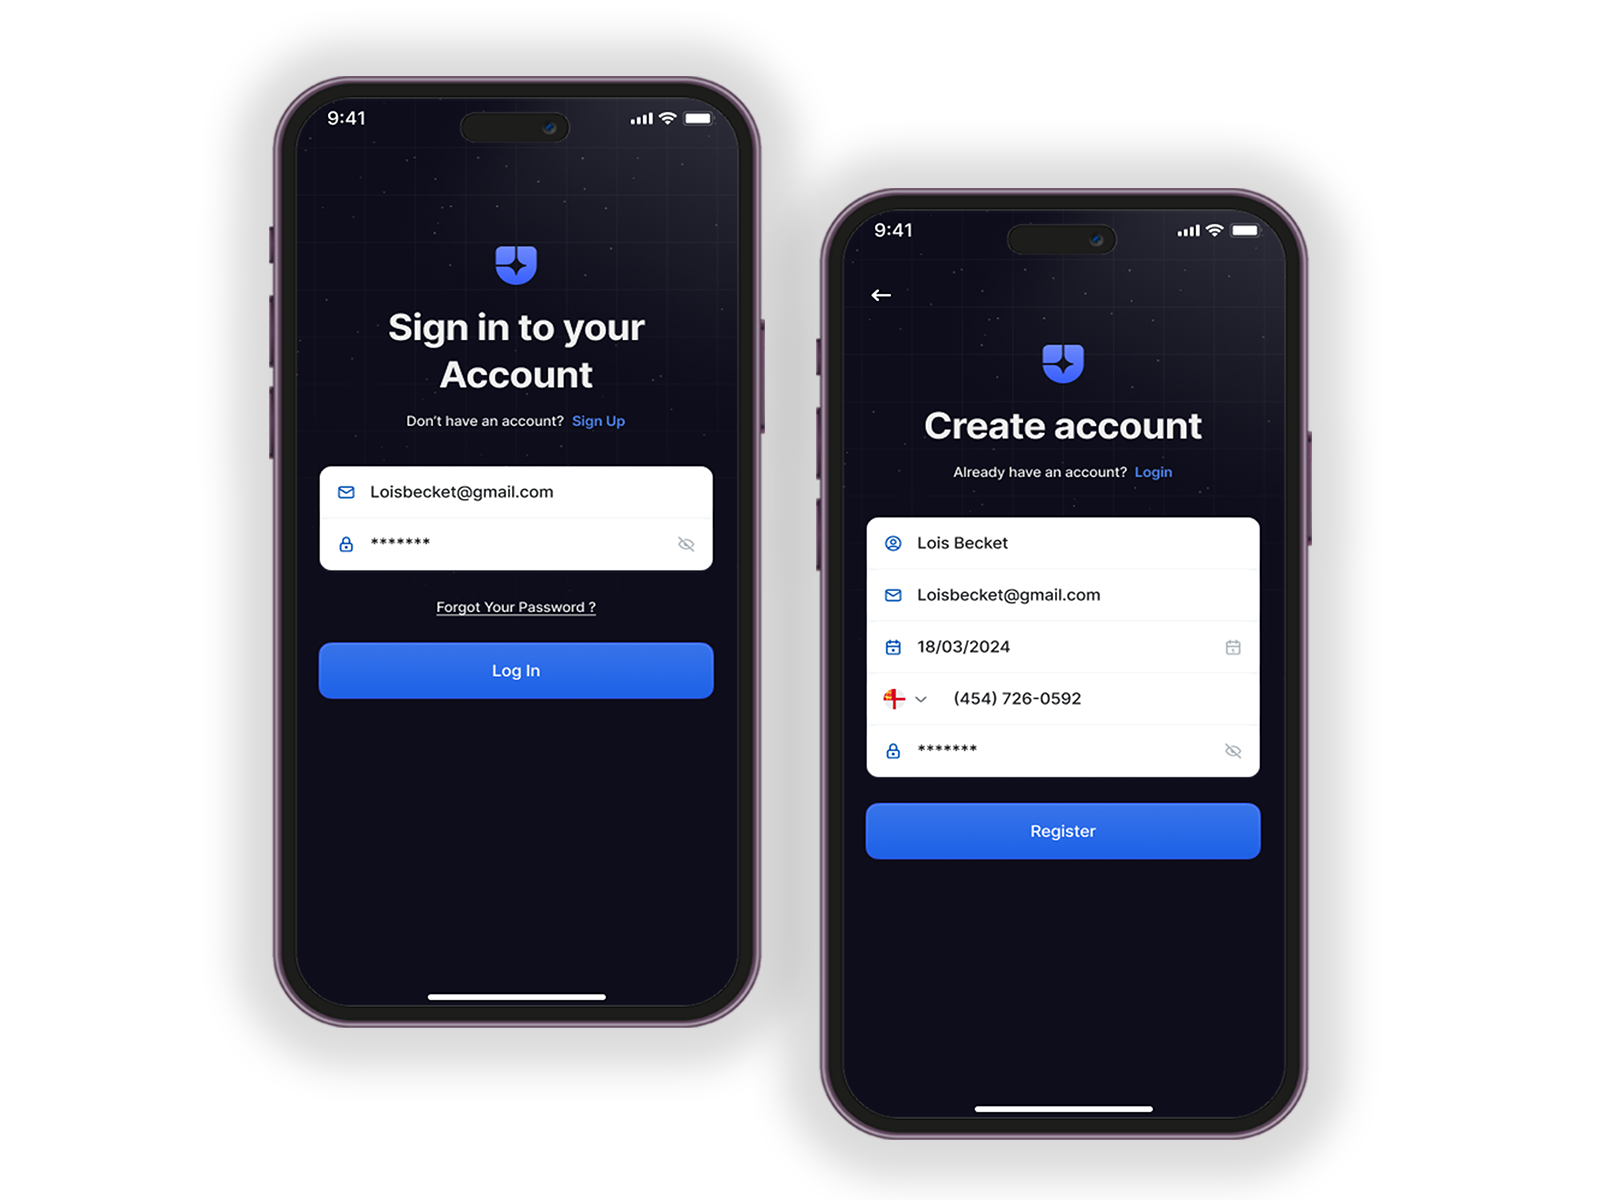 9:41
Sign in to your
Account
Don't have an account? Sign Up
Loisbecket@gmail.com
*******
Forgot Your Password ?
Log In
9:41
Create account
Already have an account? Login
Lois Becket
Loisbecket@gmail.com
18/03/2024
(454) 726-0592
*******
Register